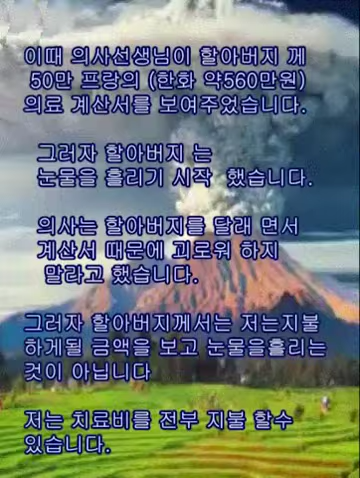 이때 의사선생님이 할아버지 께
50만 프랑의 (한화 약560만원)
의료 계산서를 보여주었습니다.
그러자 할아버지 는
눈물을 흘리기 시작 했습니다.
의사는 할아버지를 달래 면서
계산서 때문에 괴로워 하지
말라고 했습니다.
그러자 할아버지께서는 저는지불
하게될 금액을 보고 눈물을흘리는
것이 아닙니다
저는 치료비를 전부 지불 할수
있습니다.